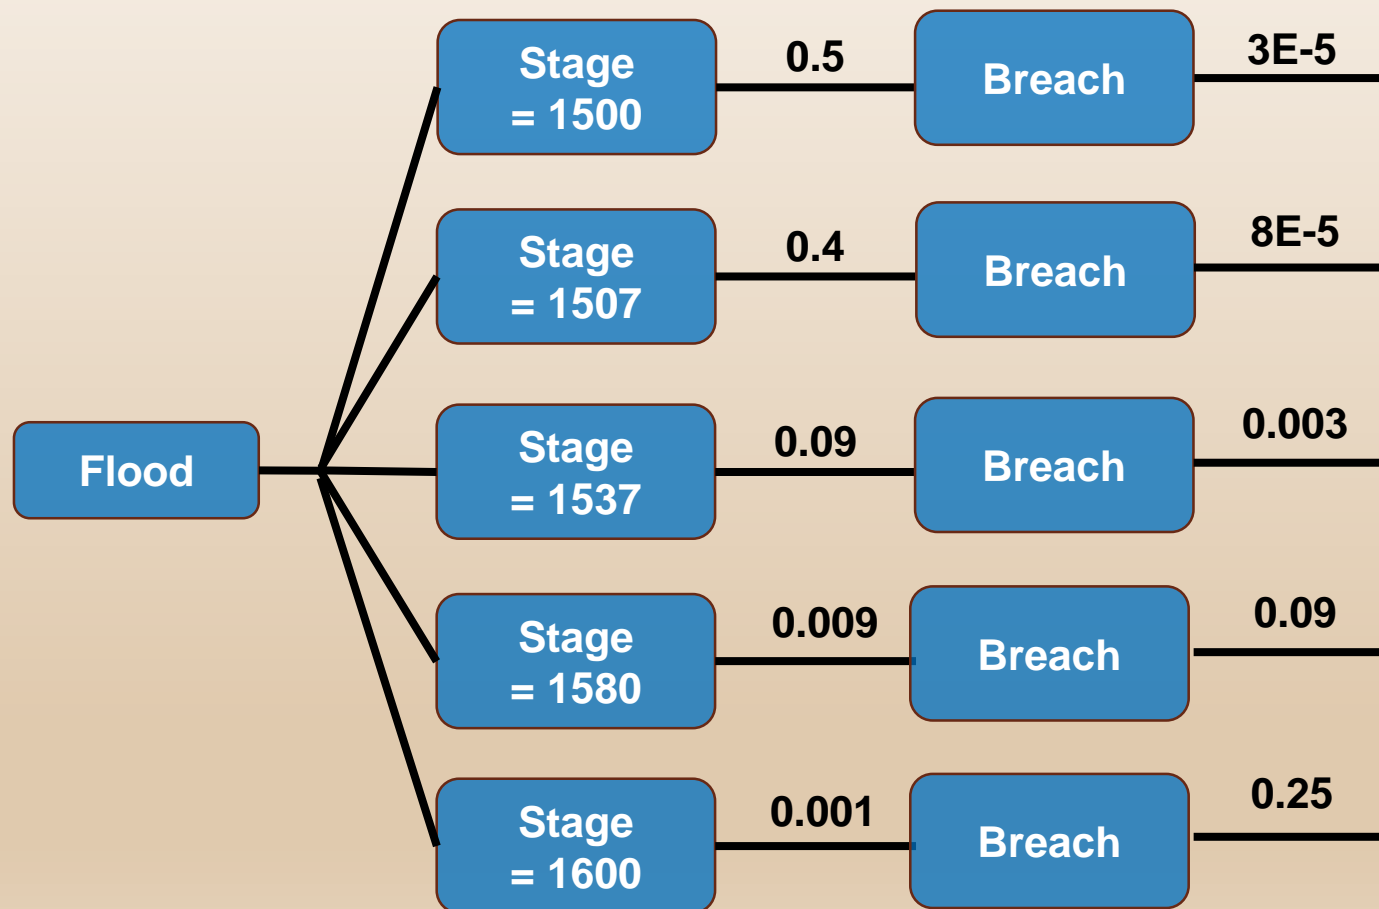 Stage
= 1500
0.5
Breach
3E-5
Stage
= 1507
0.4
Breach
8E-5
Flood
Stage
= 1537
0.09
Breach
0.003
Stage
= 1580
0.009
Breach
0.09
Stage
= 1600
0.001
Breach
0.25